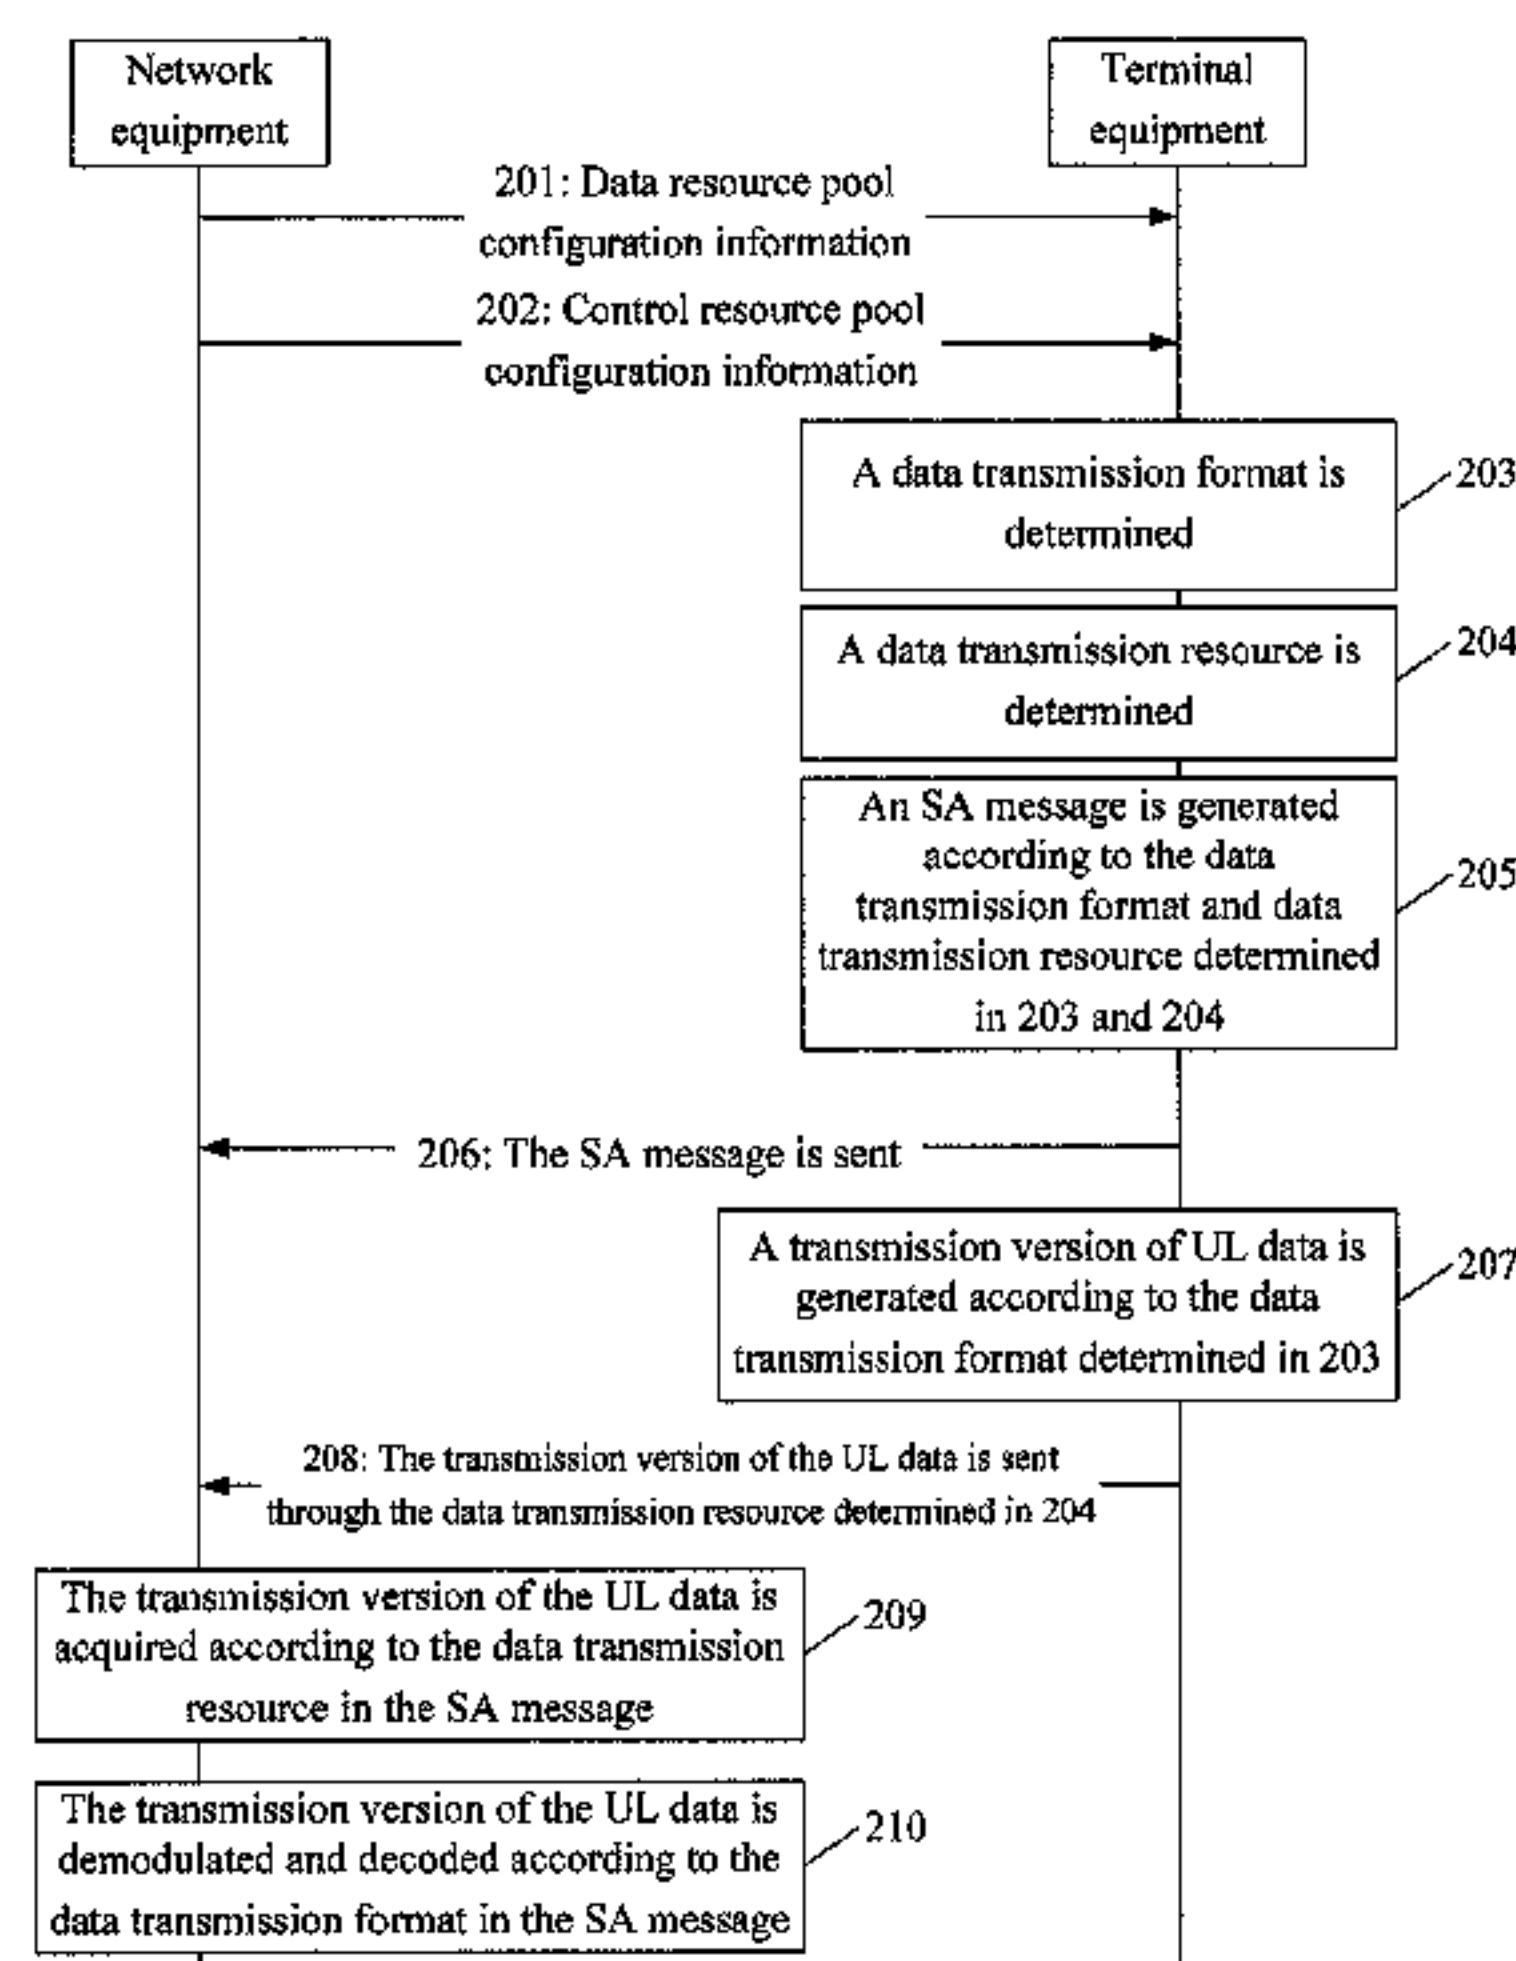 Network
equipment
Terminal
equipment
201: Data resource pool
configuration information
202: Control resource pool
configuration information
A data transmission format is
determined
203
A data transmission resource is
determined
204
An SA message is generated
according to the data
transmission format and data
transmission resource determined
in 203 and 204
205
206: The SA message is sent
A transmission version of UL data is
generated according to the data
transmission format determined in 203
207
208: The transmission version of the UL data is sent
through the data transmission resource determined in 204
The transmission version of the UL data is
acquired according to the data transmission
resource in the SA message
209
The transmission version of the UL data is
demodulated and decoded according to the
data transmission format in the SA message
210